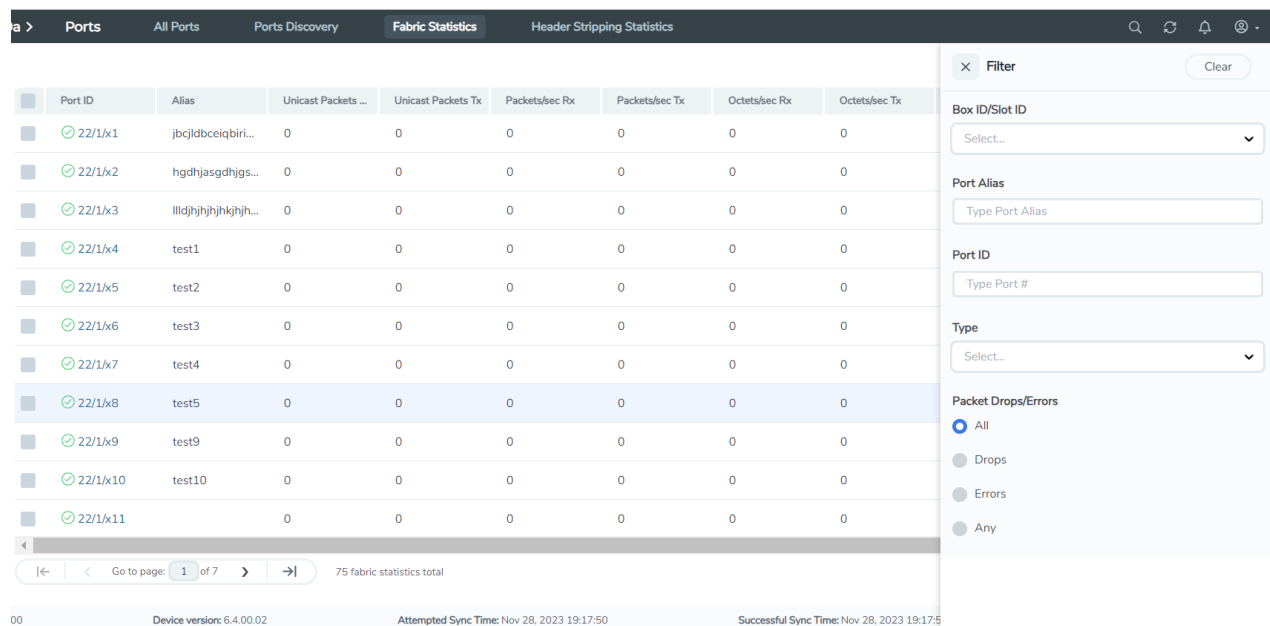 Ports All Ports Ports Discovery Fabric Statistics Header Stripping Statistics
Filter Clear
Port ID Alias Unicast Packets ... Unicast Packets Tx Packets/sec Rx Packets/sec Tx Octets/sec Rx Octets/sec Tx
22/1/x1 jbcjldbceiqbiri... 0 0 0 0 0 0
22/1/x2 hgdhjasgdhjgs... 0 0 0 0 0 0
22/1/x3 llldjhjhjhjhkjhjh... 0 0 0 0 0 0
22/1/x4 test1 0 0 0 0 0 0
22/1/x5 test2 0 0 0 0 0 0
22/1/x6 test3 0 0 0 0 0 0
22/1/x7 test4 0 0 0 0 0 0
22/1/x8 test5 0 0 0 0 0 0
22/1/x9 test9 0 0 0 0 0 0
22/1/x10 test10 0 0 0 0 0 0
22/1/x11 0 0 0 0 0 0
Go to page: 1 of 7 75 fabric statistics total
Box ID/Slot ID
Select...
Port Alias
Type Port Alias
Port ID
Type Port #
Type
Select...
Packet Drops/Errors
All
Drops
Errors
Any
00 Device version: 6.4.00.02 Attempted Sync Time: Nov 28, 2023 19:17:50 Successful Sync Time: Nov 28, 2023 19:17:5